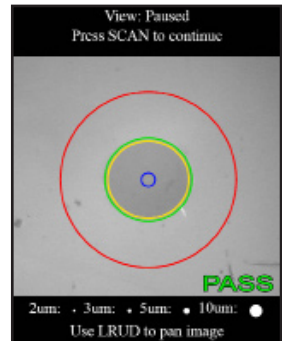 View: Paused
Press SCAN to continue
PASS
2um: 3um: 5um: 10um:
Use LRUD to pan image